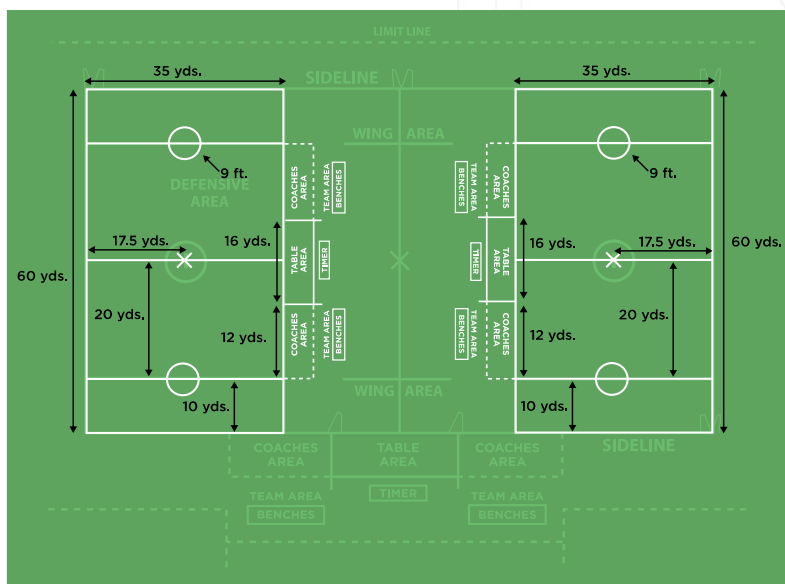 LIMIT LINE
35 yds.
35 yds.
SIDELINE
WING AREA
9 ft.
9 ft.
DEFENSIVE
AREA
COACHES
AREA
TEAM AREA
BENCHES
TEAM AREA
BENCHES
COACHES
AREA
17.5 yds.
16 yds.
TABLE
AREA
TIMER
TIMER
TABLE
AREA
16 yds.
17.5 yds.
60 yds.
60 yds.
20 yds.
12 yds.
COACHES
AREA
TEAM AREA
BENCHES
TEAM AREA
BENCHES
COACHES
AREA
12 yds.
20 yds.
10 yds.
WING AREA
10 yds.
COACHES
AREA
TABLE
AREA
COACHES
AREA
SIDELINE
TEAM AREA
BENCHES
TIMER
TEAM AREA
BENCHES